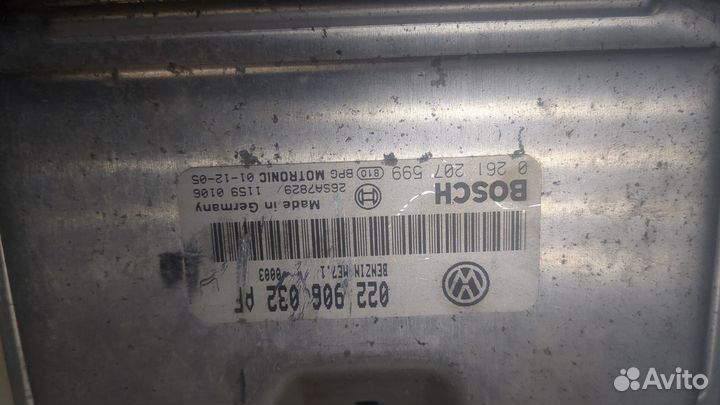 022 906 032 AF
BENZIN ME7.1
0003
BOSCH Made in Germany
26SA7829/ 1159 0106
0 261 207 599 810 BPG MOTRONIC 01-12-05
Avito